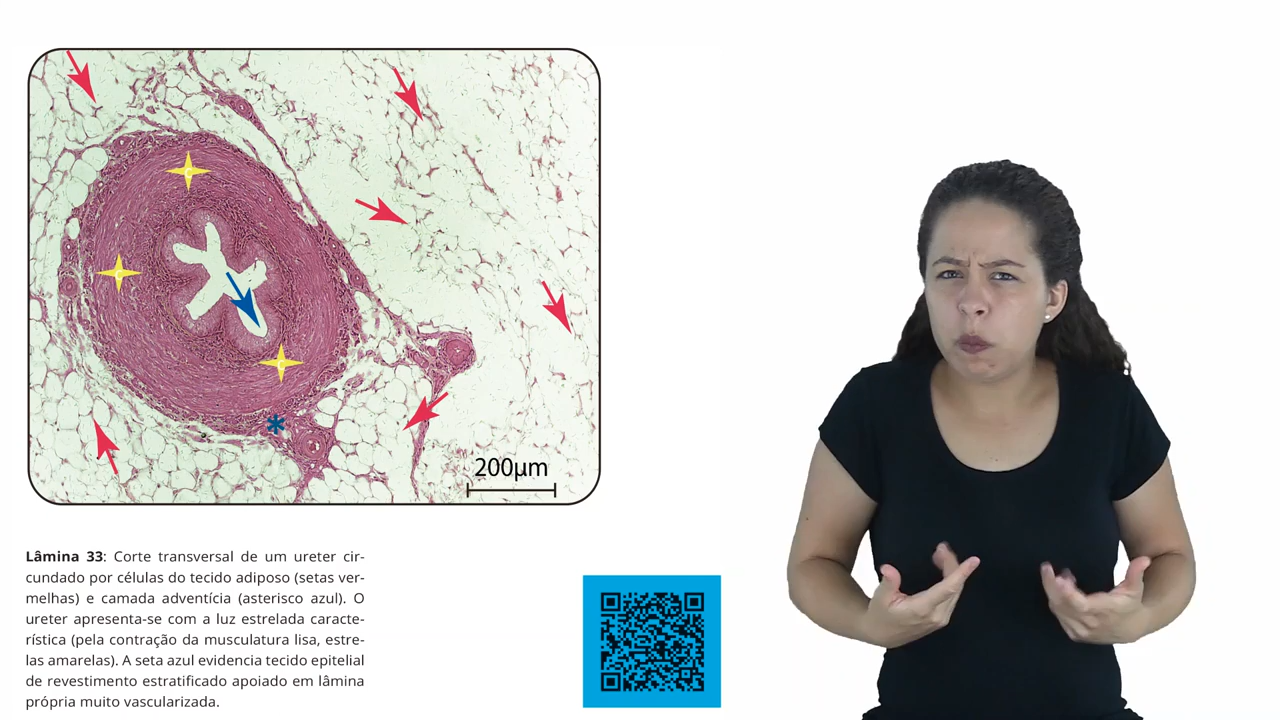 200µm
Lâmina 33: Corte transversal de um ureter cir-
cundado por células do tecido adiposo (setas ver-
melhas) e camada adventícia (asterisco azul). O
ureter apresenta-se com a luz estrelada caracte-
rística (pela contração da musculatura lisa, estre-
las amarelas). A seta azul evidencia tecido epitelial
de revestimento estratificado apoiado em lâmina
própria muito vascularizada.